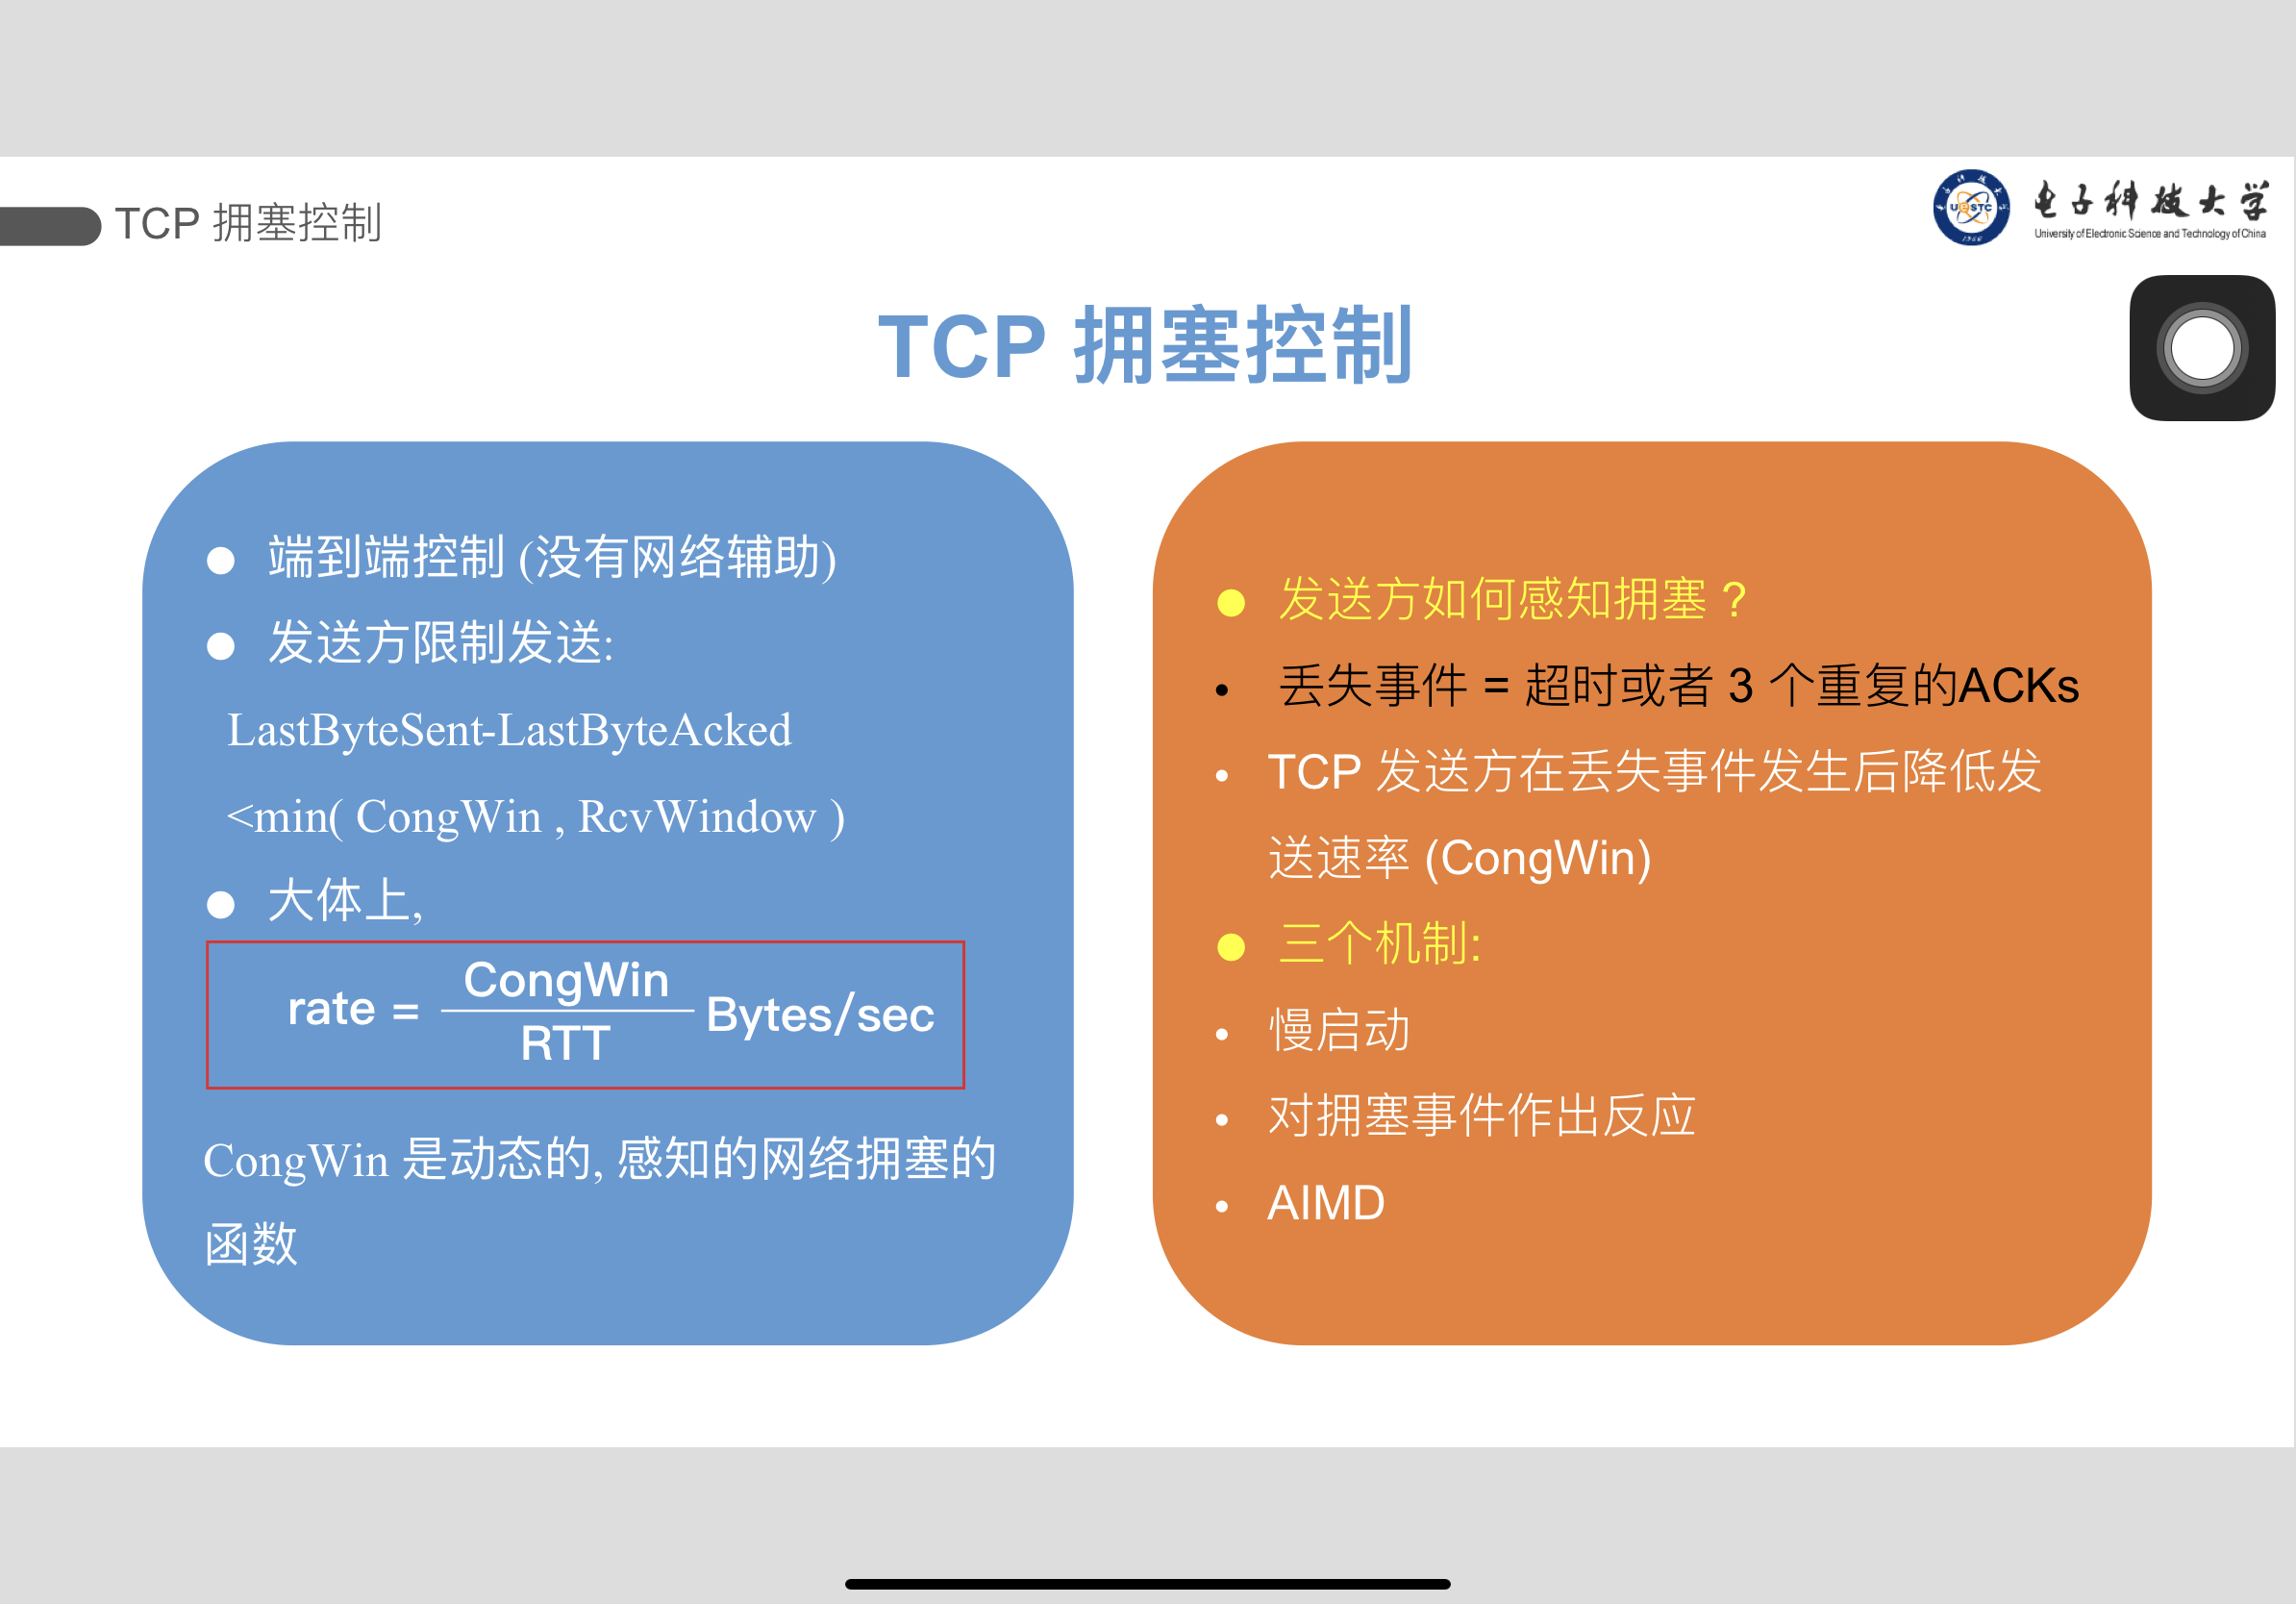 TCP 拥塞控制
电子科技大学
University of Electronic Science and Technology of China
TCP 拥塞控制
● 端到端控制 (没有网络辅助)
● 发送方限制发送:
LastByteSent-LastByteAcked
<min( CongWin , RcvWindow )
● 大体上,
rate = CongWin / RTT Bytes/sec
CongWin 是动态的, 感知的网络拥塞的
函数
● 发送方如何感知拥塞？
• 丢失事件 = 超时或者 3 个重复的ACKs
• TCP 发送方在丢失事件发生后降低发
送速率 (CongWin)
● 三个机制:
• 慢启动
• 对拥塞事件作出反应
• AIMD